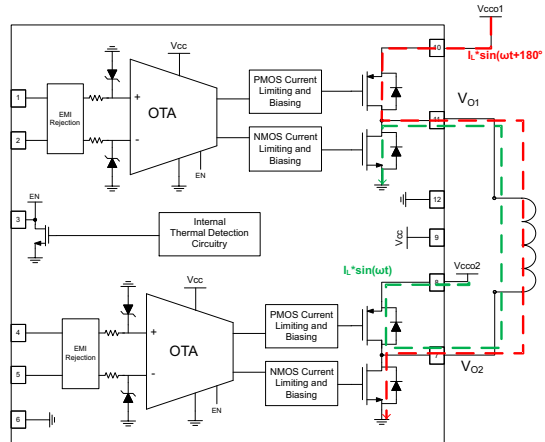 Vcco1
10
IL*sin(ωt+180°
Vcc
1
EMI
Rejection
+
OTA
-
2
EN
PMOS Current
Limiting and
Biasing
NMOS Current
Limiting and
Biasing
11
VO1
EN
3
Internal
Thermal Detection
Circuitry
12
9
Vcc
IL*sin(ωt)
8
Vcco2
Vcc
4
EMI
Rejection
+
OTA
-
5
EN
PMOS Current
Limiting and
Biasing
NMOS Current
Limiting and
Biasing
7
VO2
6